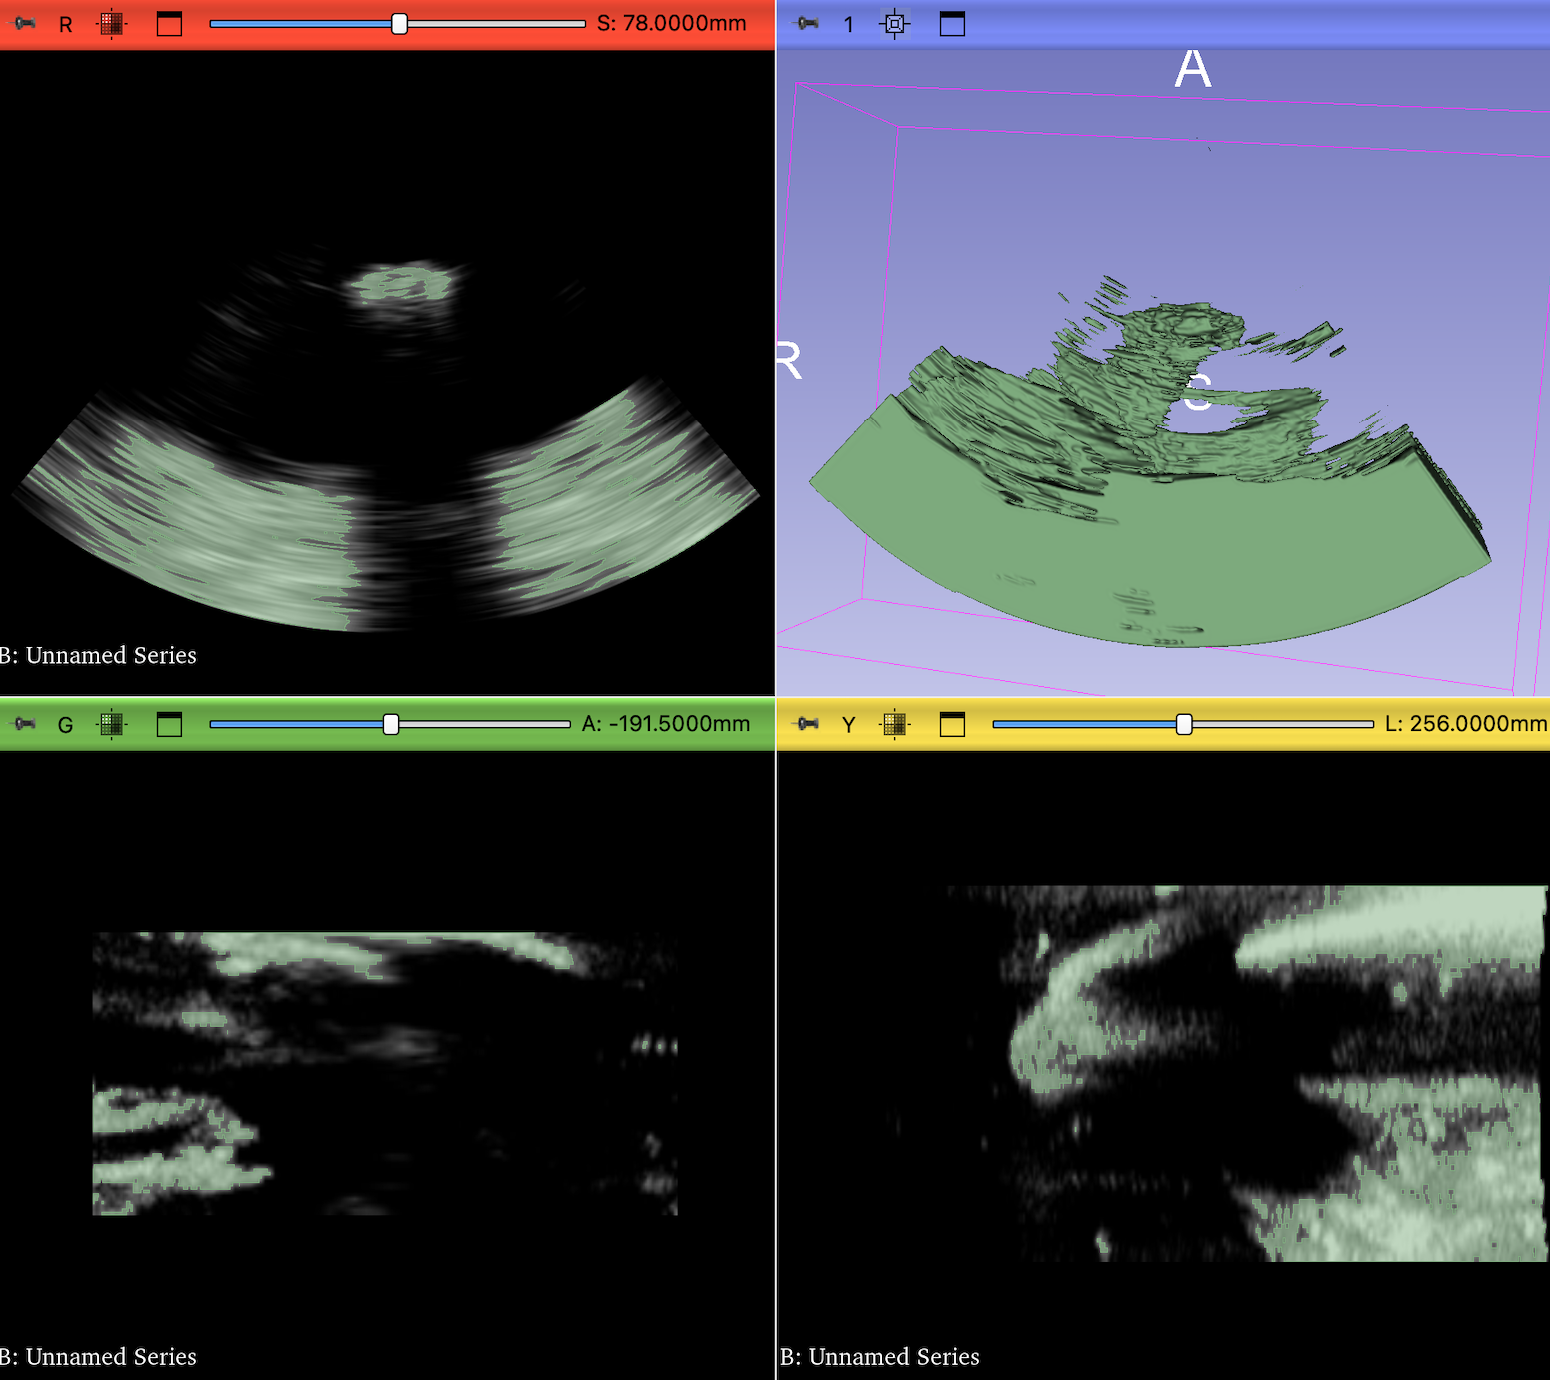 R S: 78.0000mm
1
A
R
S
B: Unnamed Series
G A: -191.5000mm
Y L: 256.0000mm
B: Unnamed Series
B: Unnamed Series